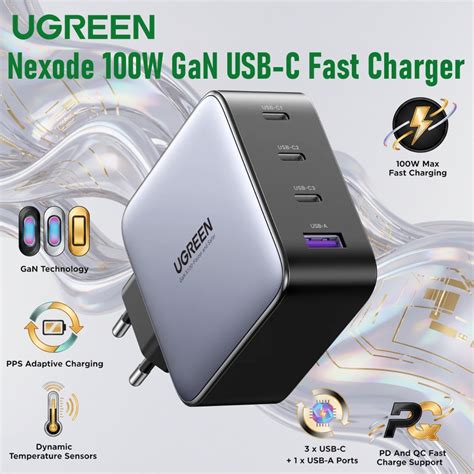 UGREEN
Nexode 100W GaN USB-C Fast Charger
USB-C1
USB-C2
USB-C3
USB-A
UGREEN
100W Max
Fast Charging
GaN Technology
PPS Adaptive Charging
Dynamic
Temperature Sensors
3 x USB-C
+ 1 x USB-A Ports
PD And QC Fast
Charge Support